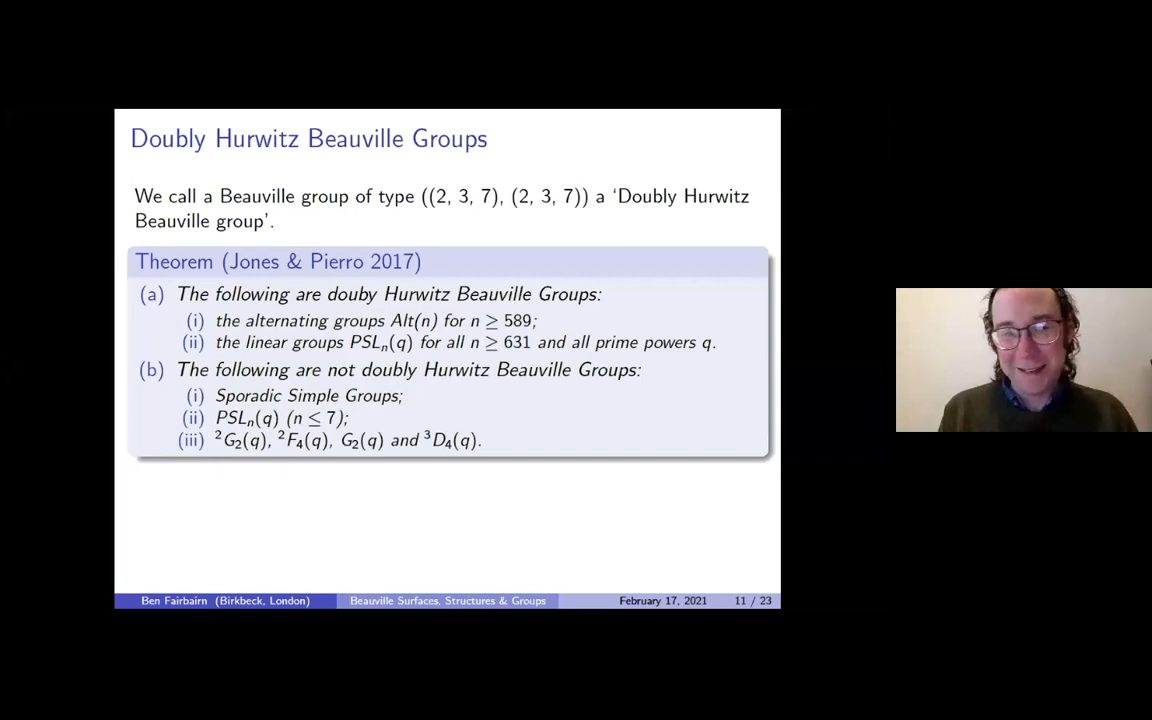 Doubly Hurwitz Beauville Groups
We call a Beauville group of type ((2, 3, 7), (2, 3, 7)) a ‘Doubly Hurwitz
Beauville group’.
Theorem (Jones & Pierro 2017)
(a) The following are douby Hurwitz Beauville Groups:
(i) the alternating groups Alt(n) for n ≥ 589;
(ii) the linear groups PSLₙ(q) for all n ≥ 631 and all prime powers q.
(b) The following are not doubly Hurwitz Beauville Groups:
(i) Sporadic Simple Groups;
(ii) PSLₙ(q) (n ≤ 7);
(iii) ²G₂(q), ²F₄(q), G₂(q) and ³D₄(q).
Ben Fairbairn (Birkbeck, London) Beauville Surfaces, Structures & Groups February 17, 2021 11 / 23